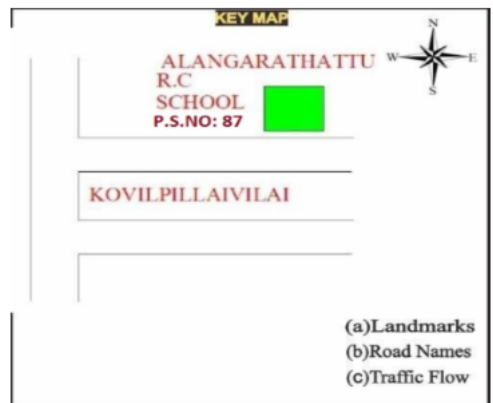 KEY MAP
N
W E
S
ALANGARATHATTU
R.C
SCHOOL
P.S.NO: 87
KOVILPILLAIVILAI
(a)Landmarks
(b)Road Names
(c)Traffic Flow